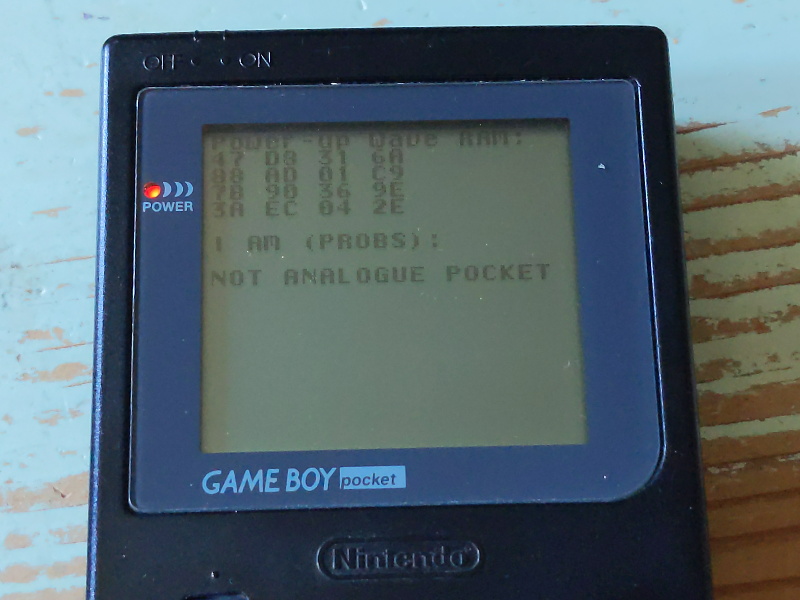 OFF ON
Power-up Wave RAM:
47 D8 31 6A
88 AD 01 C9
7B 90 36 9E
3A EC 04 2E
I AM (PROBS):
NOT ANALOGUE POCKET
POWER
GAME BOY pocket
Nintendo®